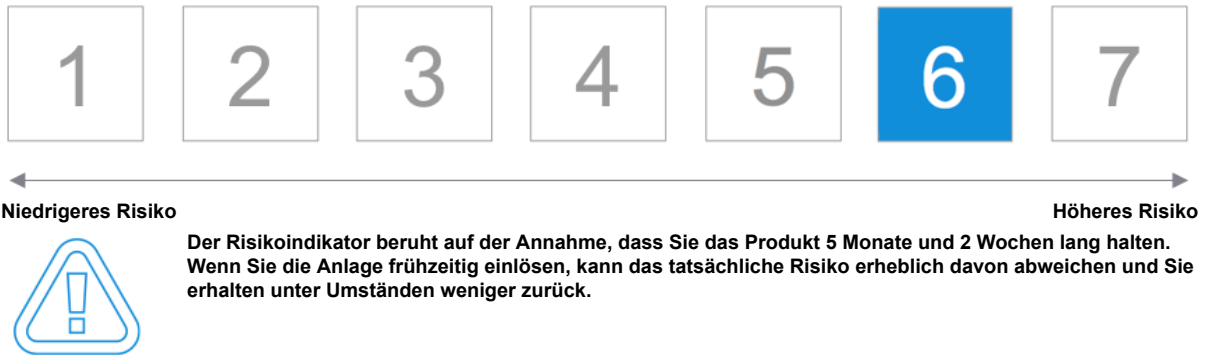 1 2 3 4 5 6 7
Niedrigeres Risiko Höheres Risiko
Der Risikoindikator beruht auf der Annahme, dass Sie das Produkt 5 Monate und 2 Wochen lang halten.
Wenn Sie die Anlage frühzeitig einlösen, kann das tatsächliche Risiko erheblich davon abweichen und Sie
erhalten unter Umständen weniger zurück.